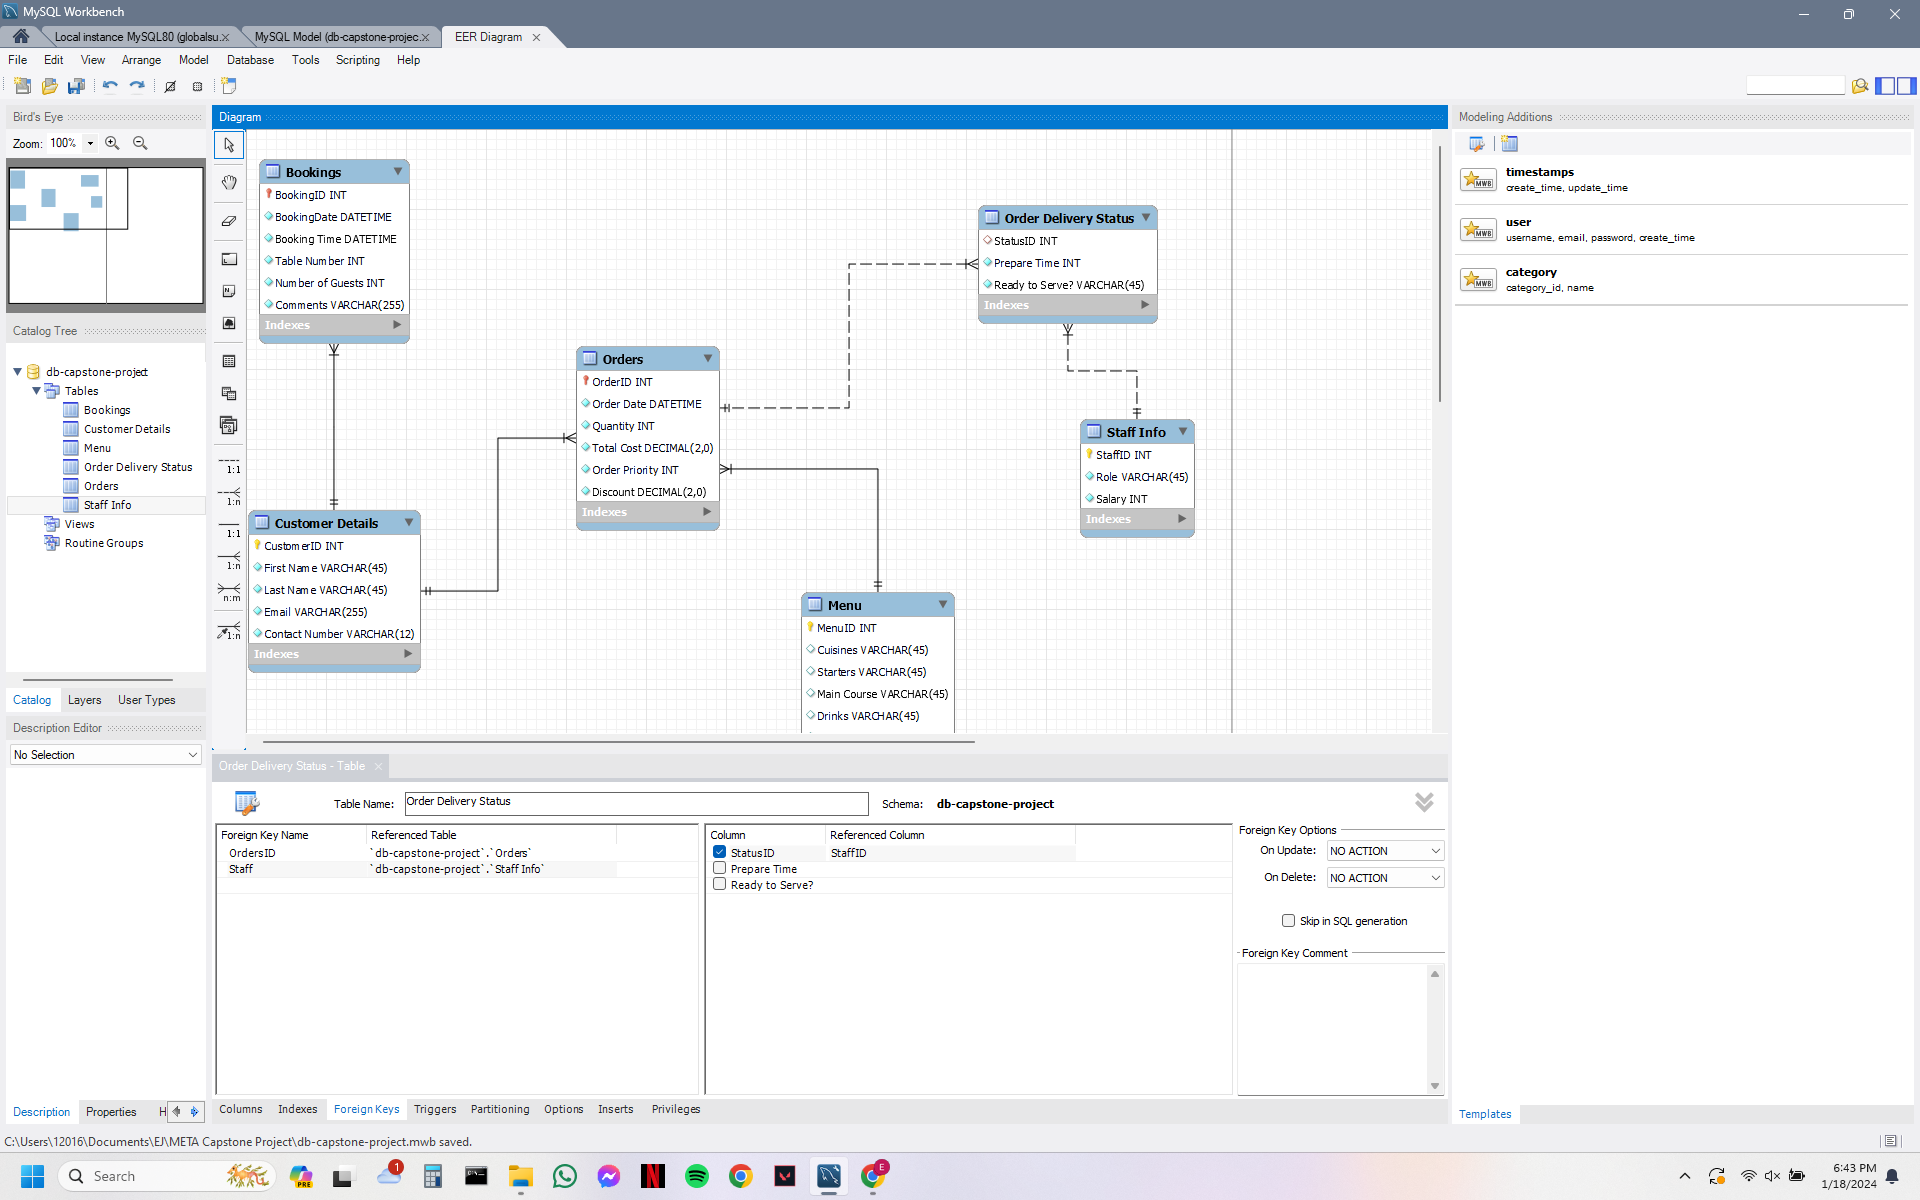 MySQL Workbench
Local instance MySQL80 (globalsu.
MySQL Model (db-capstone-projec.
EER Diagram
File Edit View Arrange Model Database Tools Scripting Help
Bird's Eye
Zoom: 100%
Catalog Tree
db-capstone-project
Tables
Bookings
Customer Details
Menu
Order Delivery Status
Orders
Staff Info
Views
Routine Groups
Catalog Layers User Types
Description Editor
No Selection
Description Properties H
Diagram
1:1
1:n
1:1
1:n
n:m
1:n
Bookings
BookingID INT
BookingDate DATETIME
Booking Time DATETIME
Table Number INT
Number of Guests INT
Comments VARCHAR(255)
Indexes
Customer Details
CustomerID INT
First Name VARCHAR(45)
Last Name VARCHAR(45)
Email VARCHAR(255)
Contact Number VARCHAR(12)
Indexes
Orders
OrderID INT
Order Date DATETIME
Quantity INT
Total Cost DECIMAL(2,0)
Order Priority INT
Discount DECIMAL(2,0)
Indexes
Menu
MenuID INT
Cuisines VARCHAR(45)
Starters VARCHAR(45)
Main Course VARCHAR(45)
Drinks VARCHAR(45)
Order Delivery Status
StatusID INT
Prepare Time INT
Ready to Serve? VARCHAR(45)
Indexes
Staff Info
StaffID INT
Role VARCHAR(45)
Salary INT
Indexes
Order Delivery Status - Table
Table Name: Order Delivery Status Schema: db-capstone-project
Foreign Key Name Referenced Table
OrdersID `db-capstone-project`.`Orders`
Staff `db-capstone-project`.`Staff Info`
Column Referenced Column
StatusID StaffID
Prepare Time
Ready to Serve?
Foreign Key Options
On Update: NO ACTION
On Delete: NO ACTION
Skip in SQL generation
Foreign Key Comment
Columns Indexes Foreign Keys Triggers Partitioning Options Inserts Privileges
Modeling Additions
MWB
timestamps
create_time, update_time
MWB
user
username, email, password, create_time
MWB
category
category_id, name
Templates
C:\Users\12016\Documents\EJ\META Capstone Project\db-capstone-project.mwb saved.
Search
PRE
1
E
6:43 PM
1/18/2024